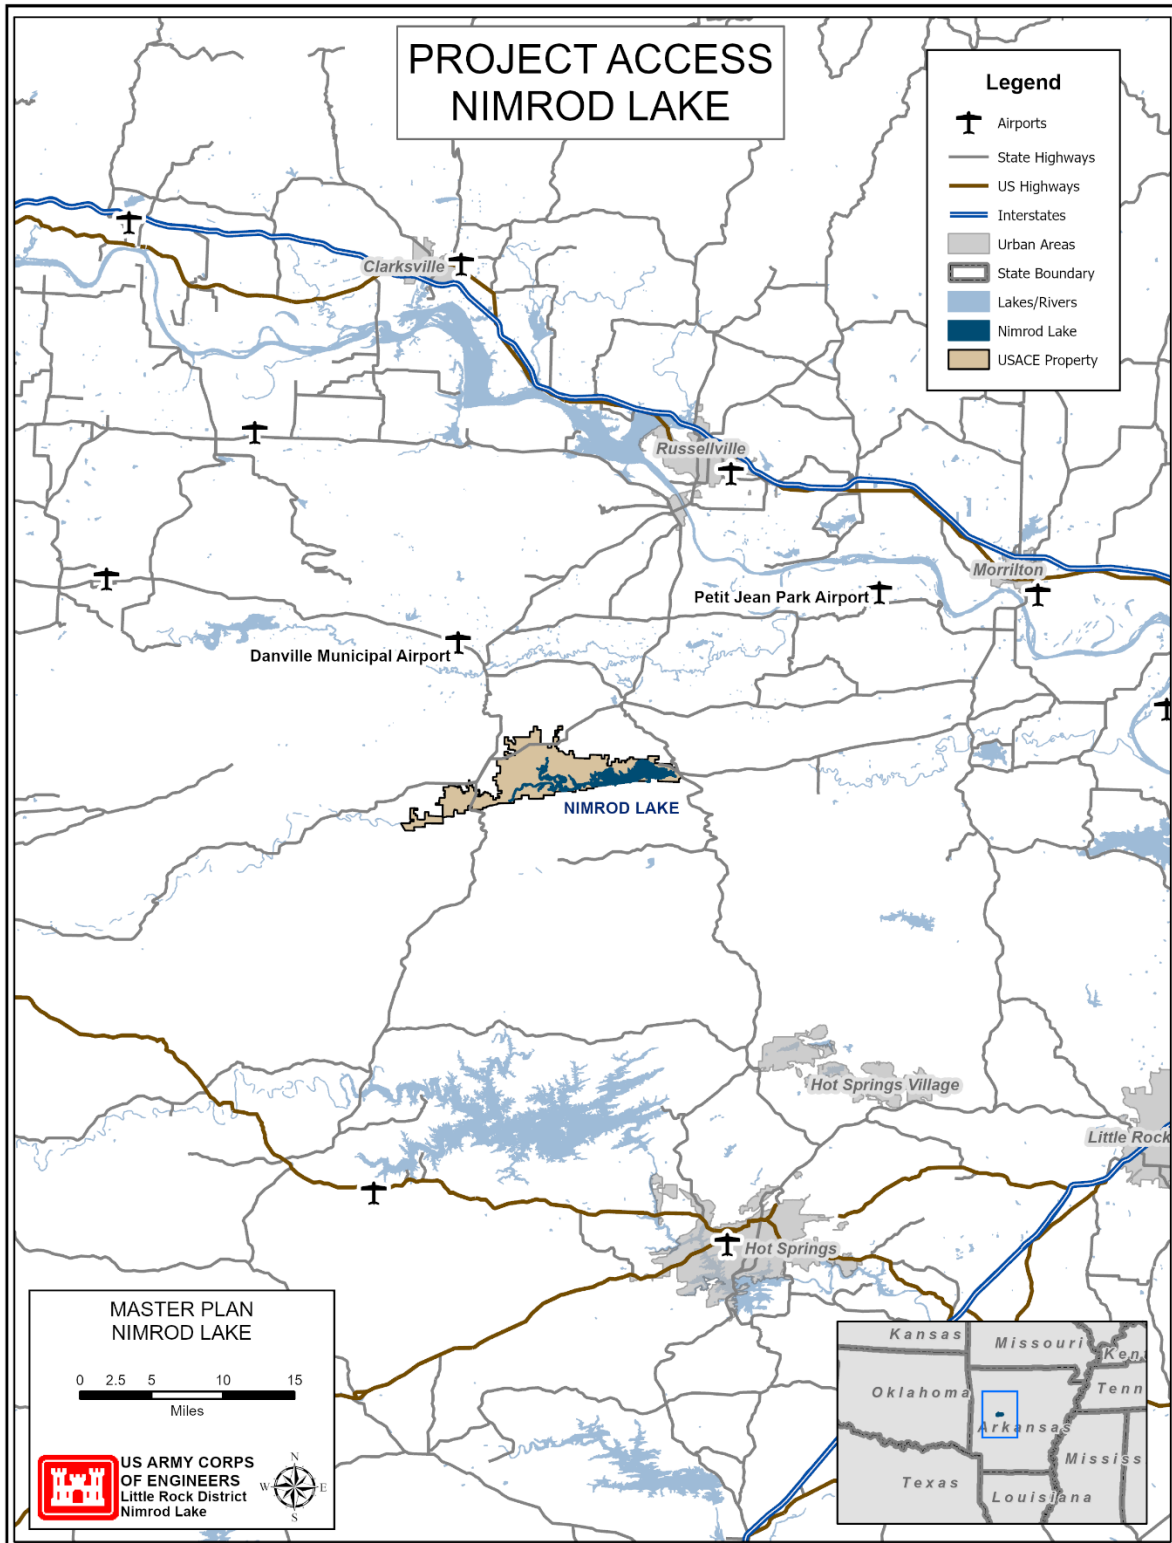 PROJECT ACCESS
NIMROD LAKE
Legend
Airports
State Highways
US Highways
Interstates
Urban Areas
State Boundary
Lakes/Rivers
Nimrod Lake
USACE Property
Clarksville
Russellville
Morrilton
Petit Jean Park Airport
Danville Municipal Airport
NIMROD LAKE
Hot Springs Village
Little Rock
Hot Springs
MASTER PLAN
NIMROD LAKE
0 2.5 5 10 15
Miles
US ARMY CORPS
OF ENGINEERS
Little Rock District
Nimrod Lake
N
W E
S
Kansas
Missouri
Kent
Oklahoma
Tenn
Arkansas
Mississ
Texas
Louisiana